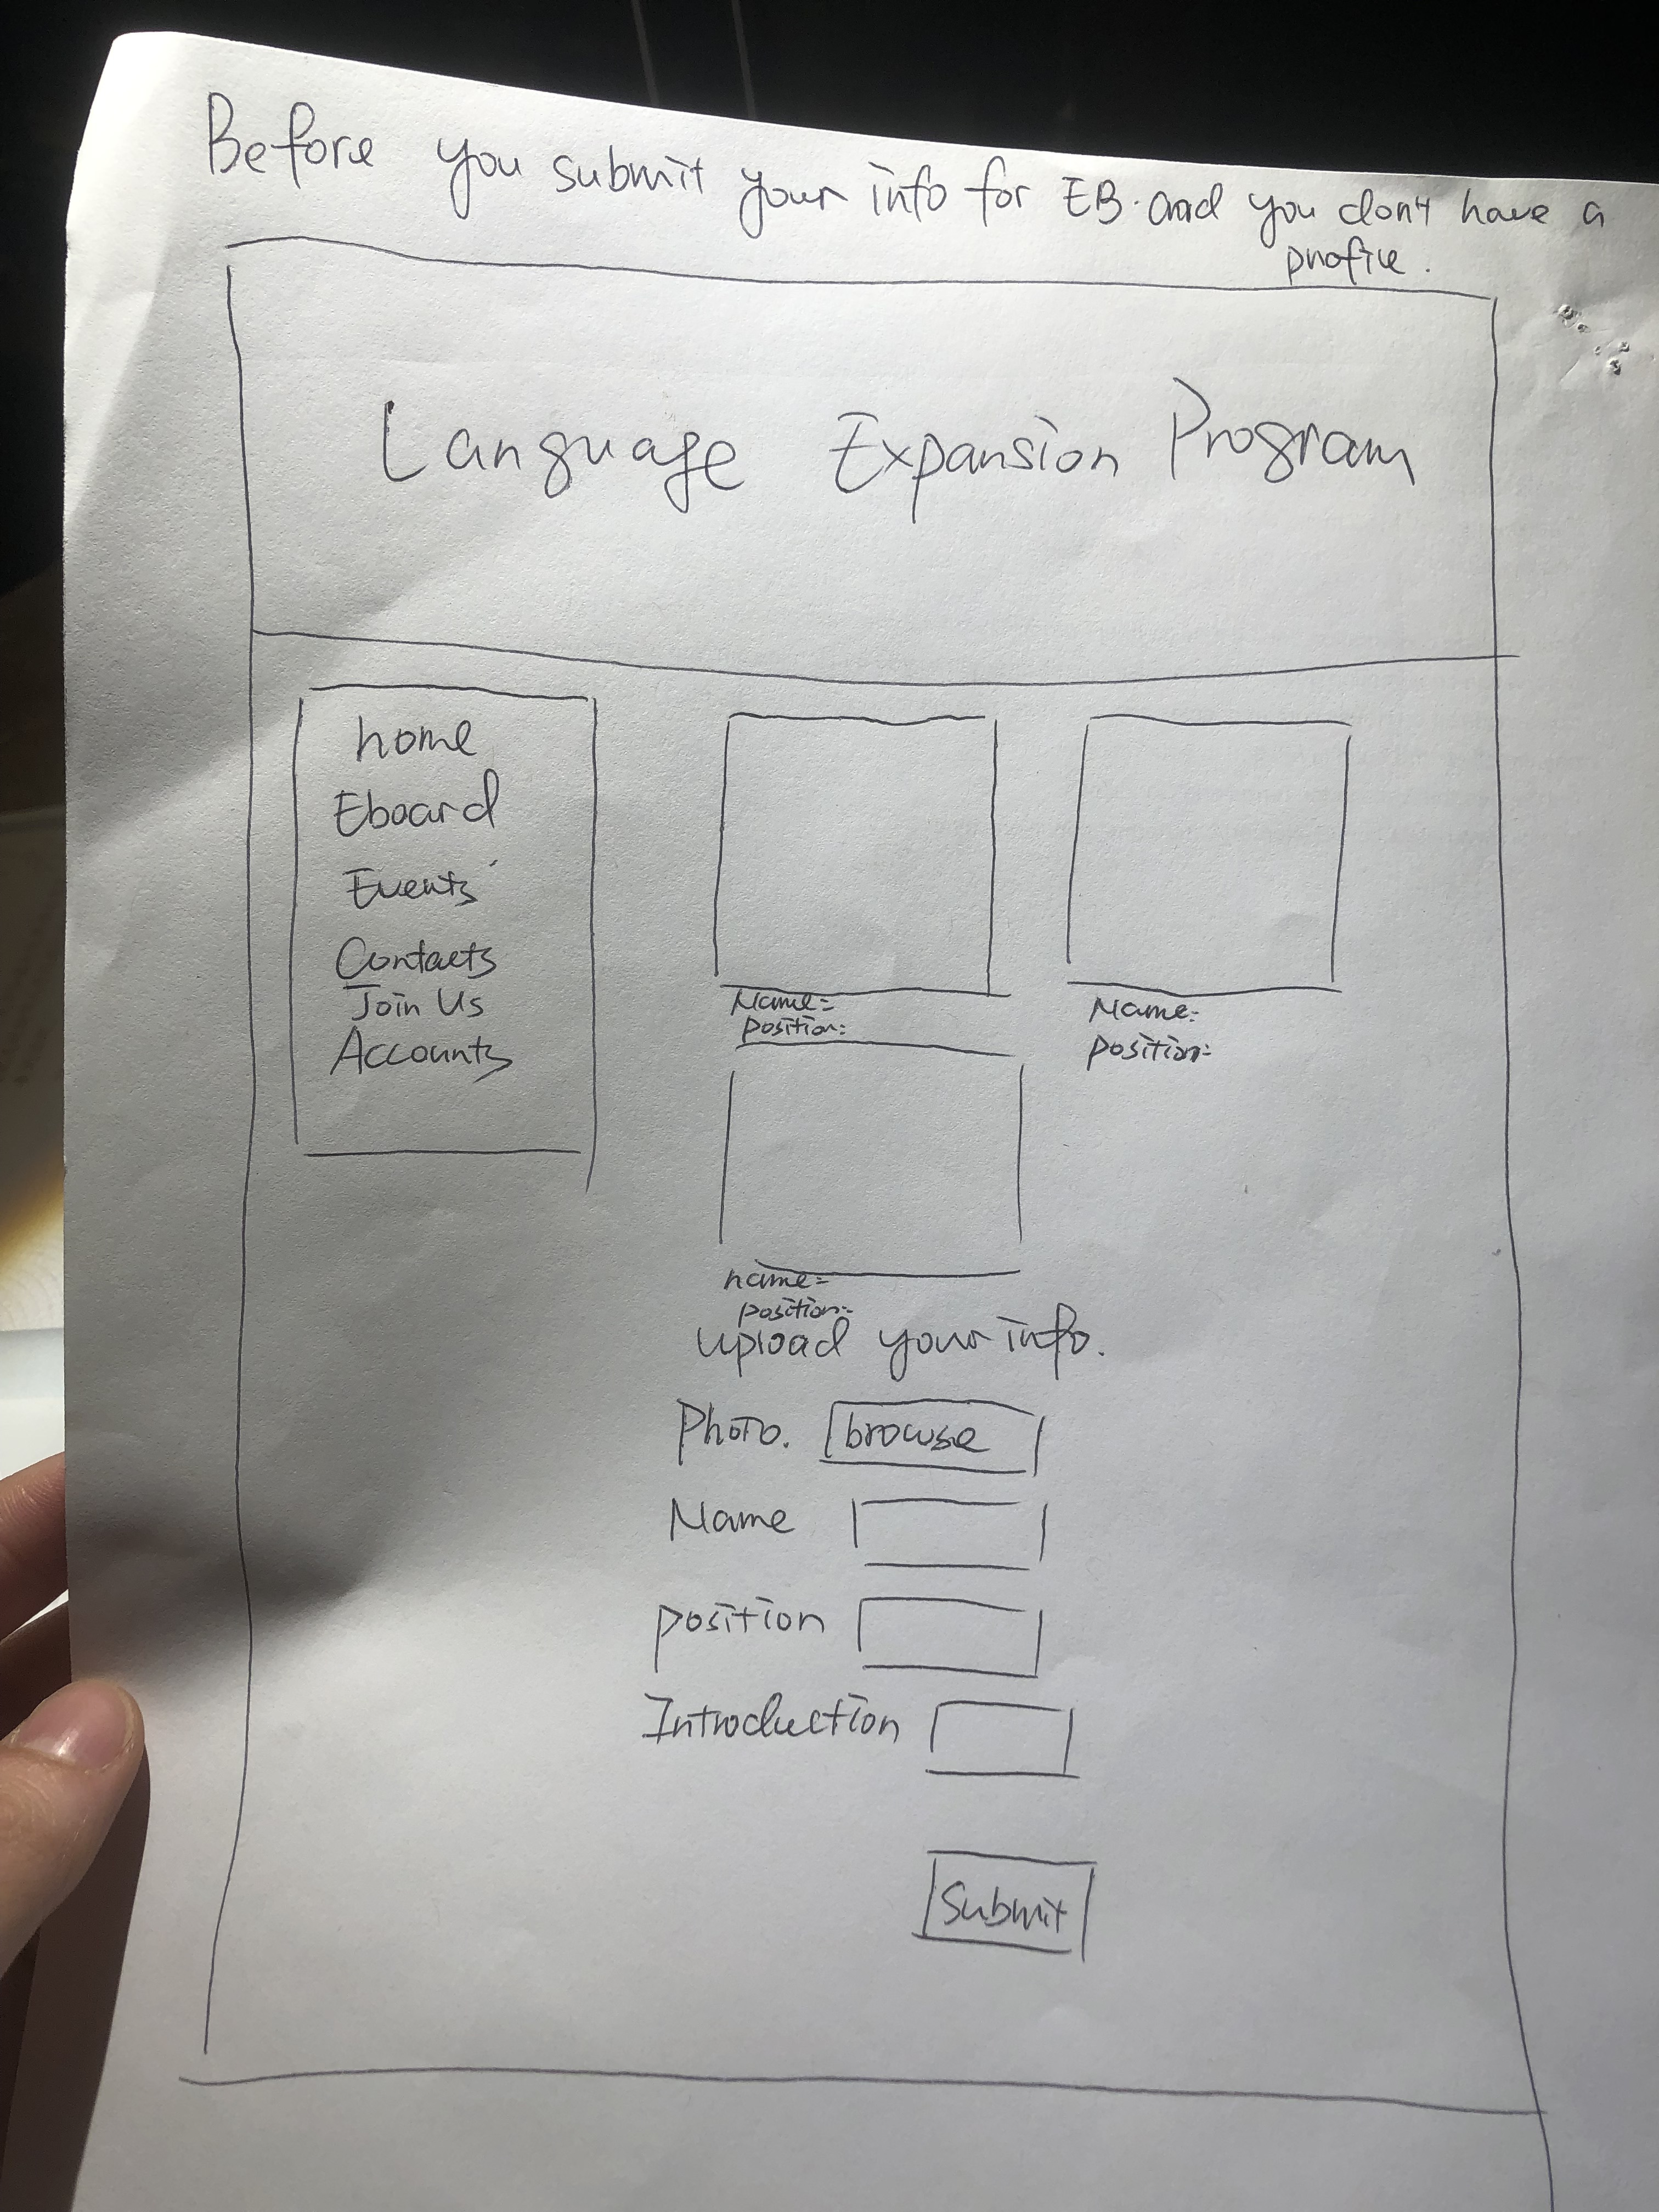 Before you submit your info for EB. and you don't have a
profile.
Language Expansion Program
home
Eboard
Events
Contacts
Join Us
Accounts
Name:
position:
Name:
position:
name:
position:
upload your info.
Photo. browse
Name
position
Introduction
Submit